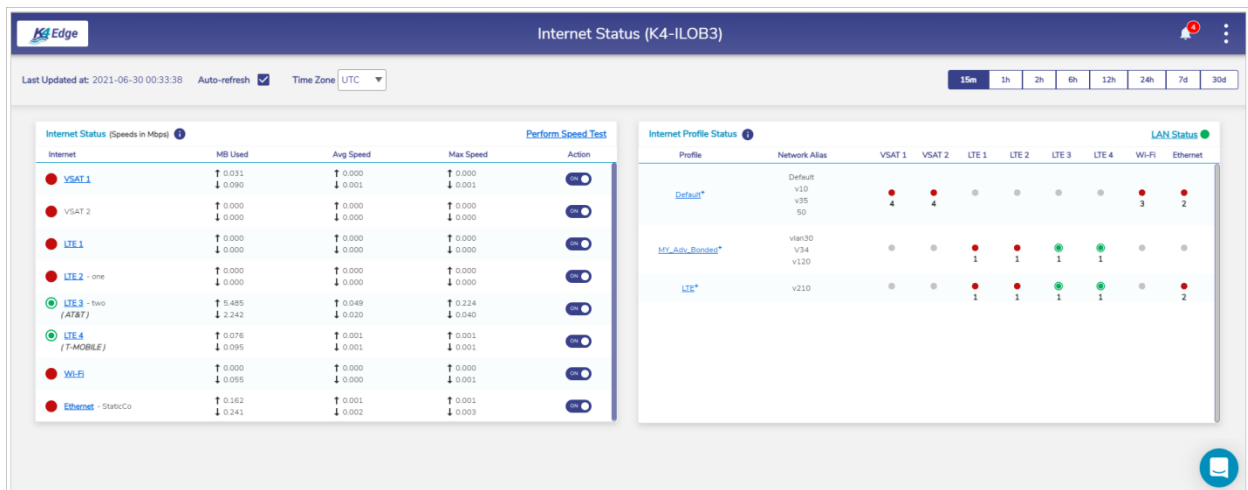 K4 Edge
Internet Status (K4-ILOB3)
4
Last Updated at: 2021-06-30 00:33:38 Auto-refresh Time Zone UTC
15m 1h 2h 6h 12h 24h 7d 30d
Internet Status (Speeds in Mbps) i Perform Speed Test
Internet MB Used Avg Speed Max Speed Action
VSAT 1 ↑ 0.031 ↑ 0.000 ↑ 0.000 ON
↓ 0.090 ↓ 0.001 ↓ 0.001
VSAT 2 ↑ 0.000 ↑ 0.000 ↑ 0.000 ON
↓ 0.000 ↓ 0.000 ↓ 0.000
LTE 1 ↑ 0.000 ↑ 0.000 ↑ 0.000 ON
↓ 0.000 ↓ 0.000 ↓ 0.000
LTE 2 - one ↑ 0.000 ↑ 0.000 ↑ 0.000 ON
↓ 0.000 ↓ 0.000 ↓ 0.000
LTE 3 - two ↑ 5.485 ↑ 0.049 ↑ 0.224 ON
(AT&T) ↓ 2.242 ↓ 0.020 ↓ 0.040
LTE 4 ↑ 0.076 ↑ 0.001 ↑ 0.001 ON
(T-MOBILE) ↓ 0.095 ↓ 0.001 ↓ 0.001
Wi-Fi ↑ 0.000 ↑ 0.000 ↑ 0.000 ON
↓ 0.055 ↓ 0.000 ↓ 0.001
Ethernet - StaticCo ↑ 0.162 ↑ 0.001 ↑ 0.001 ON
↓ 0.241 ↓ 0.002 ↓ 0.003
Internet Profile Status i LAN Status
Profile Network Alias VSAT 1 VSAT 2 LTE 1 LTE 2 LTE 3 LTE 4 Wi-Fi Ethernet
Default
v10
Default+ v35 4 4 3 2
50
vlan30
MY_Adv_Bonded+ V34 1 1 1 1
v120
LTE+ v210 1 1 1 1 2